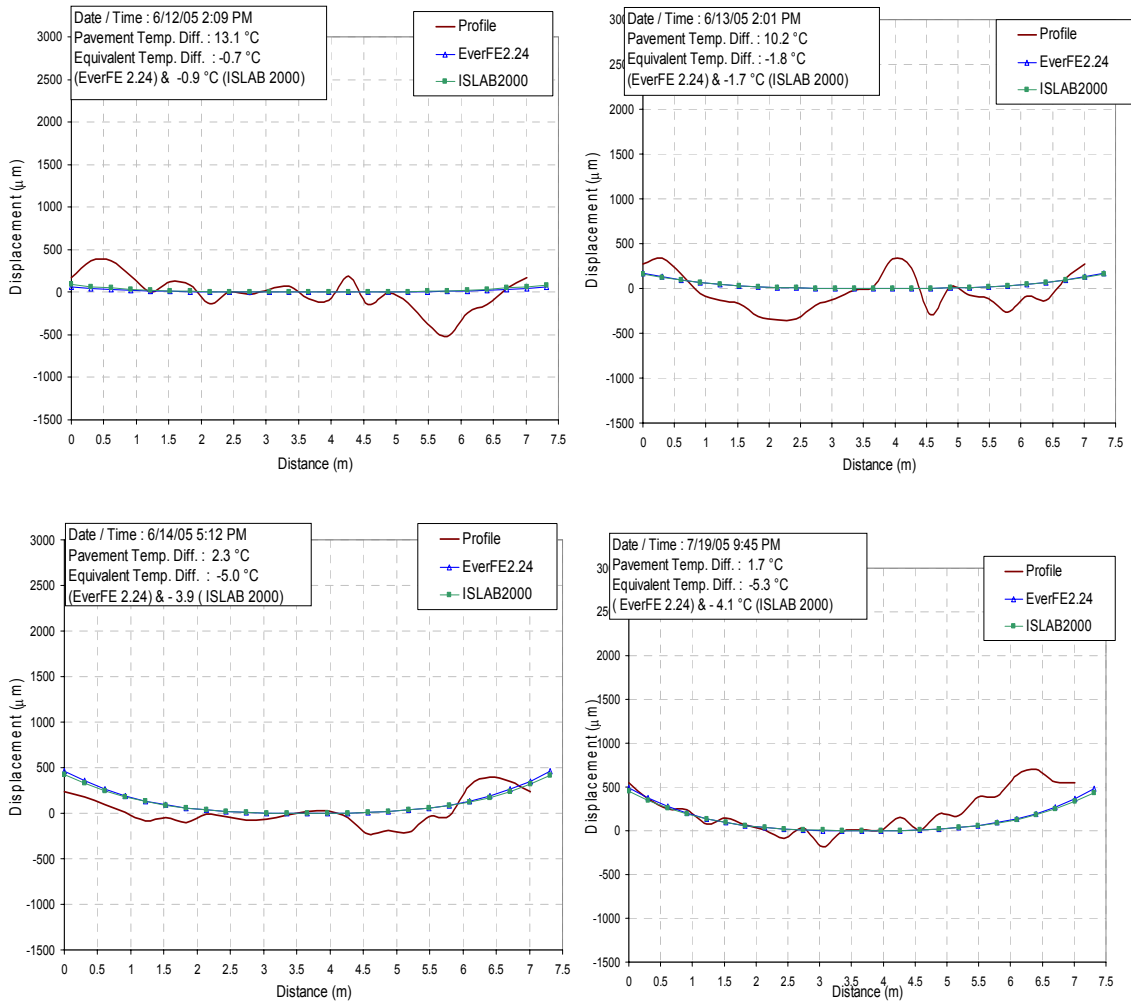 Date / Time : 6/12/05 2:09 PM
Pavement Temp. Diff. : 13.1 °C
Equivalent Temp. Diff. : -0.7 °C
(EverFE 2.24) & -0.9 °C (ISLAB 2000)
Profile
EverFE2.24
ISLAB2000
3000
2500
2000
1500
1000
500
0
-500
-1000
-1500
Displacement (μm)
0 0.5 1 1.5 2 2.5 3 3.5 4 4.5 5 5.5 6 6.5 7 7.5
Distance (m)
Date / Time : 6/13/05 2:01 PM
Pavement Temp. Diff. : 10.2 °C
Equivalent Temp. Diff. : -1.8 °C
(EverFE 2.24) & -1.7 °C (ISLAB 2000)
Profile
EverFE2.24
ISLAB2000
2000
1500
1000
500
0
-500
-1000
-1500
Displacement (μm)
0 0.5 1 1.5 2 2.5 3 3.5 4 4.5 5 5.5 6 6.5 7 7.5
Distance (m)
Date / Time : 6/14/05 5:12 PM
Pavement Temp. Diff. : 2.3 °C
Equivalent Temp. Diff. : -5.0 °C
(EverFE 2.24) & - 3.9 ( ISLAB 2000)
Profile
EverFE2.24
ISLAB2000
3000
2500
2000
1500
1000
500
0
-500
-1000
-1500
Displacement (μm)
0 0.5 1 1.5 2 2.5 3 3.5 4 4.5 5 5.5 6 6.5 7 7.5
Distance (m)
Date / Time : 7/19/05 9:45 PM
Pavement Temp. Diff. : 1.7 °C
Equivalent Temp. Diff. : -5.3 °C
( EverFE 2.24) & - 4.1 °C (ISLAB 2000)
Profile
EverFE2.24
ISLAB2000
2000
1500
1000
500
0
-500
-1000
-1500
Displacement (μm)
0 0.5 1 1.5 2 2.5 3 3.5 4 4.5 5 5.5 6 6.5 7 7.5
Distance (m)